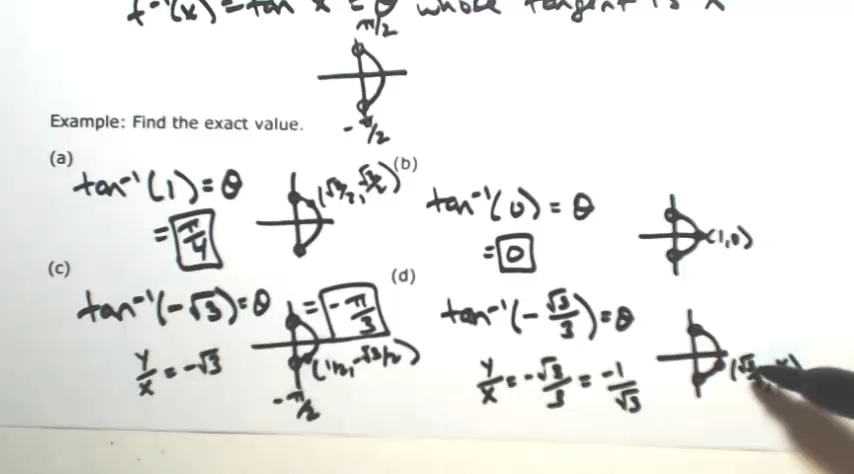 f⁻¹(x) = tan⁻¹ x = θ whose tangent is x
π/2
-π/2
Example: Find the exact value.
(a)
tan⁻¹(1) = θ
= π/4
(√2/2, √2/2)
(b)
tan⁻¹(0) = θ
= 0
(1,0)
(c)
tan⁻¹(-√3) = θ = -π/3
y/x = -√3
(1/2, -√3/2)
-π/2
(d)
tan⁻¹(-√3/3) = θ
y/x = -√3/3 = -1/√3